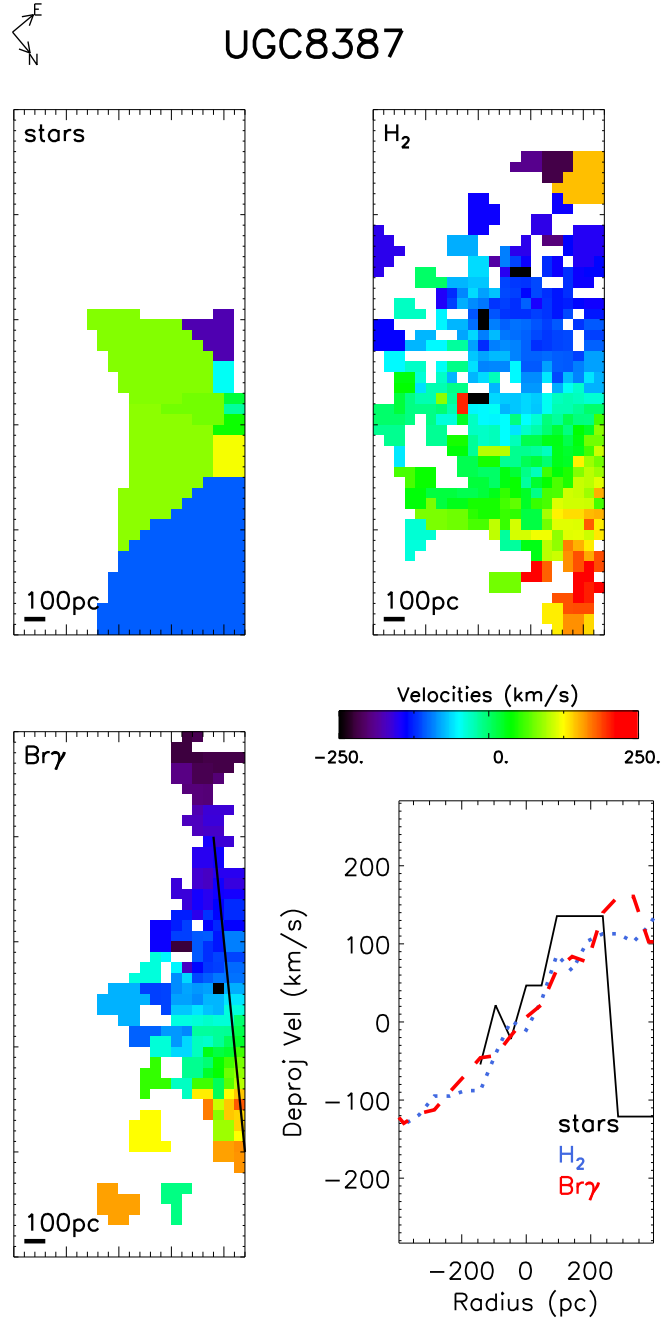 E
N
UGC8387
stars
H₂
100pc
100pc
Velocities (km/s)
-250. 0. 250.
Brγ
100pc
Deproj Vel (km/s)
200
100
0
-100
-200
stars
H₂
Brγ
-200 0 200
Radius (pc)